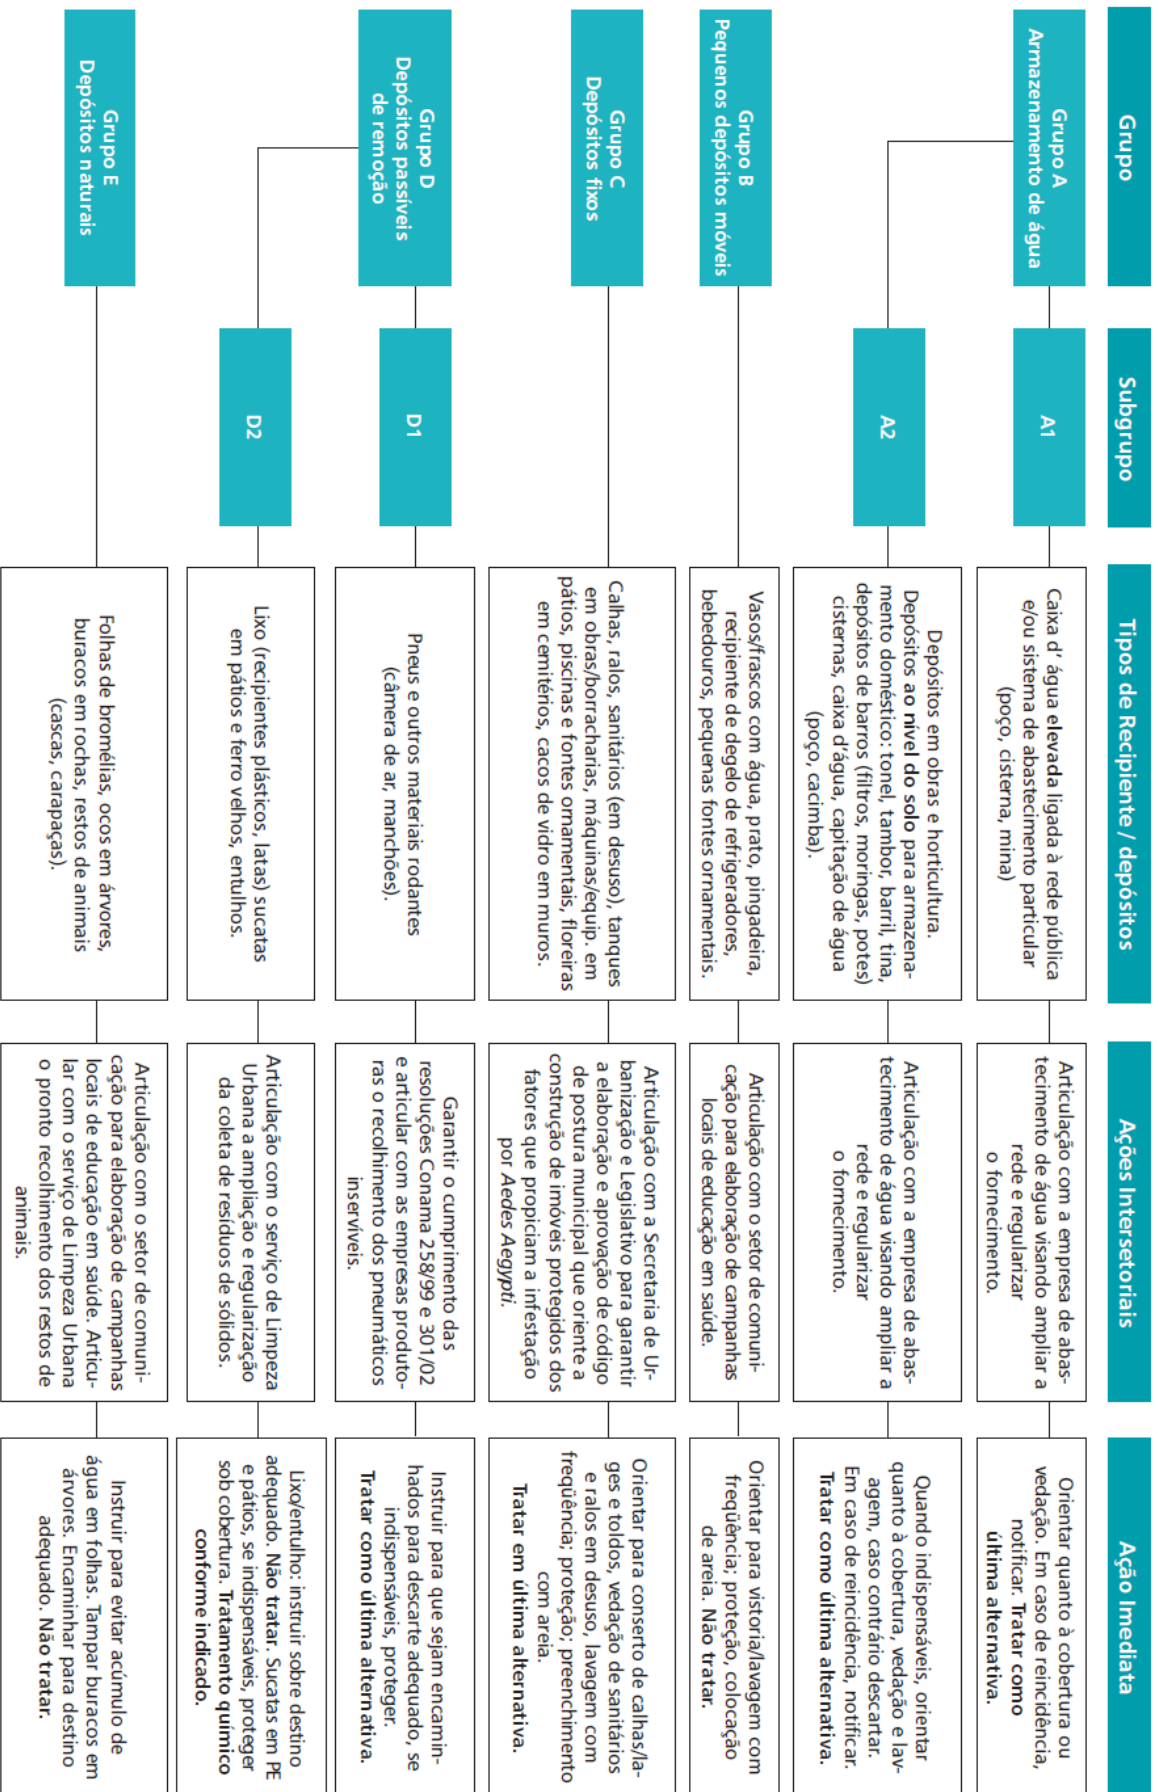 Grupo
Subgrupo
Tipos de Recipiente / depósitos
Ações Intersetoriais
Ação Imediata
Grupo A
Armazenamento de água
A1
Caixa d' água elevada ligada à rede pública
e/ou sistema de abastecimento particular
(poço, cisterna, mina)
Articulação com a empresa de abas-
tecimento de água visando ampliar a
rede e regularizar
o fornecimento.
Orientar quanto à cobertura ou
vedação. Em caso de reincidência,
notificar. Tratar como
última alternativa.
A2
Depósitos em obras e horticultura.
Depósitos ao nível do solo para armazena-
mento doméstico: tonel, tambor, barril, tina,
depósitos de barros (filtros, moringas, potes)
cisternas, caixa d'água, capitação de água
(poço, cacimba).
Articulação com a empresa de abas-
tecimento de água visando ampliar a
rede e regularizar
o fornecimento.
Quando indispensáveis, orientar
quanto à cobertura, vedação e lav-
agem, caso contrário descartar.
Em caso de reincidência, notificar.
Tratar como última alternativa.
Grupo B
Pequenos depósitos móveis
Vasos/frascos com água, prato, pingadeira,
recipiente de degelo de refrigeradores,
bebedouros, pequenas fontes ornamentais.
Articulação com o setor de comuni-
cação para elaboração de campanhas
locais de educação em saúde.
Orientar para vistoria/lavagem com
freqüência; proteção, colocação
de areia. Não tratar.
Grupo C
Depósitos fixos
Calhas, ralos, sanitários (em desuso), tanques
em obras/borracharias, máquinas/equip. em
pátios, piscinas e fontes ornamentais, floreiras
em cemitérios, cacos de vidro em muros.
Articulação com a Secretaria de Ur-
banização e Legislativo para garantir
a elaboração e aprovação de código
de postura municipal que oriente a
construção de imóveis protegidos dos
fatores que propiciam a infestação
por Aedes Aegypti.
Orientar para conserto de calhas/la-
ges e toldos, vedação de sanitários
e ralos em desuso, lavagem com
freqüência; proteção; preenchimento
com areia.
Tratar em última alternativa.
Grupo D
Depósitos passíveis
de remoção
D1
Pneus e outros materiais rodantes
(câmera de ar, manchões).
Garantir o cumprimento das
resoluções Conama 258/99 e 301/02
e articular com as empresas produto-
ras o recolhimento dos pneumáticos
inservíveis.
Instruir para que sejam encamin-
hados para descarte adequado, se
indispensáveis, proteger.
Tratar como última alternativa.
D2
Lixo (recipientes plásticos, latas) sucatas
em pátios e ferro velhos, entulhos.
Articulação com o serviço de Limpeza
Urbana a ampliação e regularização
da coleta de resíduos de sólidos.
Lixo/entulho: instruir sobre destino
adequado. Não tratar. Sucatas em PE
e pátios, se indispensáveis, proteger
sob cobertura. Tratamento químico
conforme indicado.
Grupo E
Depósitos naturais
Folhas de bromélias, ocos em árvores,
buracos em rochas, restos de animais
(cascas, carapaças).
Articulação com o setor de comuni-
cação para elaboração de campanhas
locais de educação em saúde. Articu-
lar com o serviço de Limpeza Urbana
o pronto recolhimento dos restos de
animais.
Instruir para evitar acúmulo de
água em folhas. Tampar buracos em
árvores. Encaminhar para destino
adequado. Não tratar.